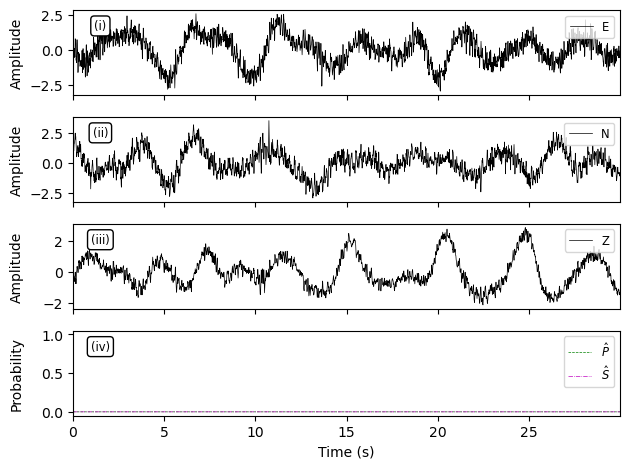 2.5
0.0
−2.5
Amplitude
(i)
E
2.5
0.0
−2.5
Amplitude
(ii)
N
2
0
−2
Amplitude
(iii)
Z
1.0
0.5
0.0
Probability
(iv)
P̂
Ŝ
0 5 10 15 20 25
Time (s)